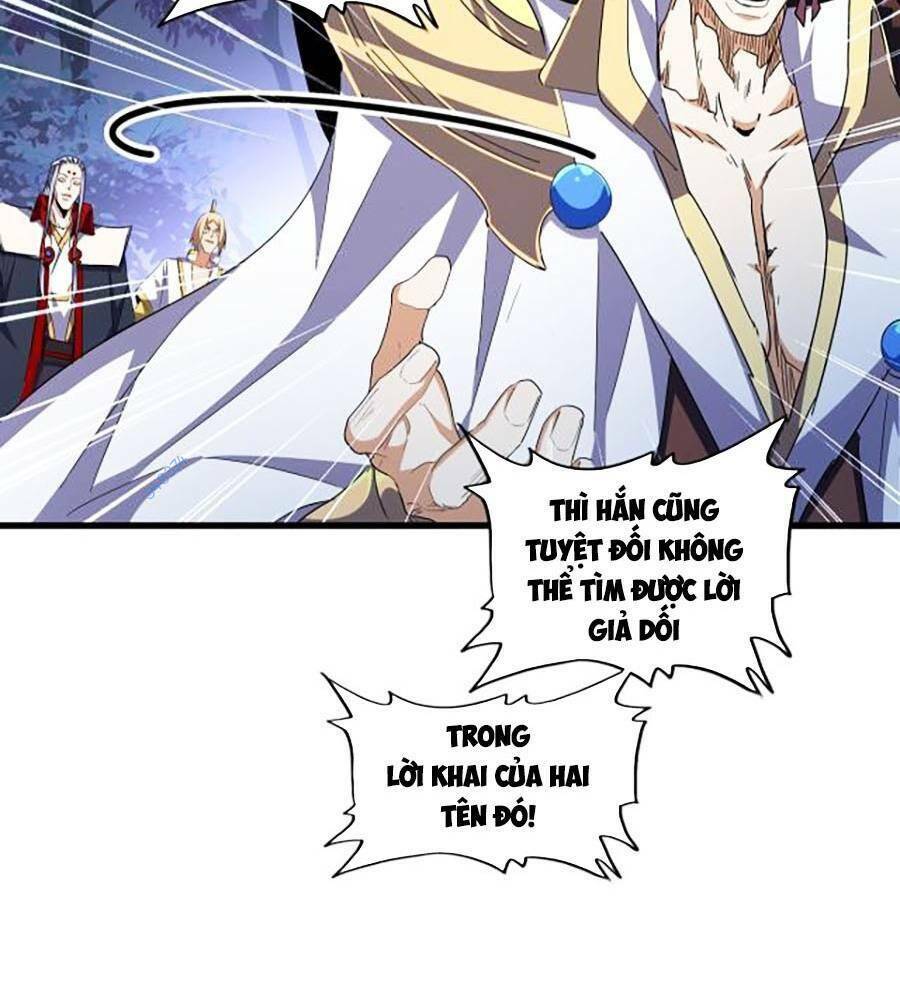 THÌ HẮN CŨNG
TUYỆT ĐỐI KHÔNG
THỂ TÌM ĐƯỢC LỜI
GIẢ DỐI
TRONG
LỜI KHAI CỦA HAI
TÊN ĐÓ!